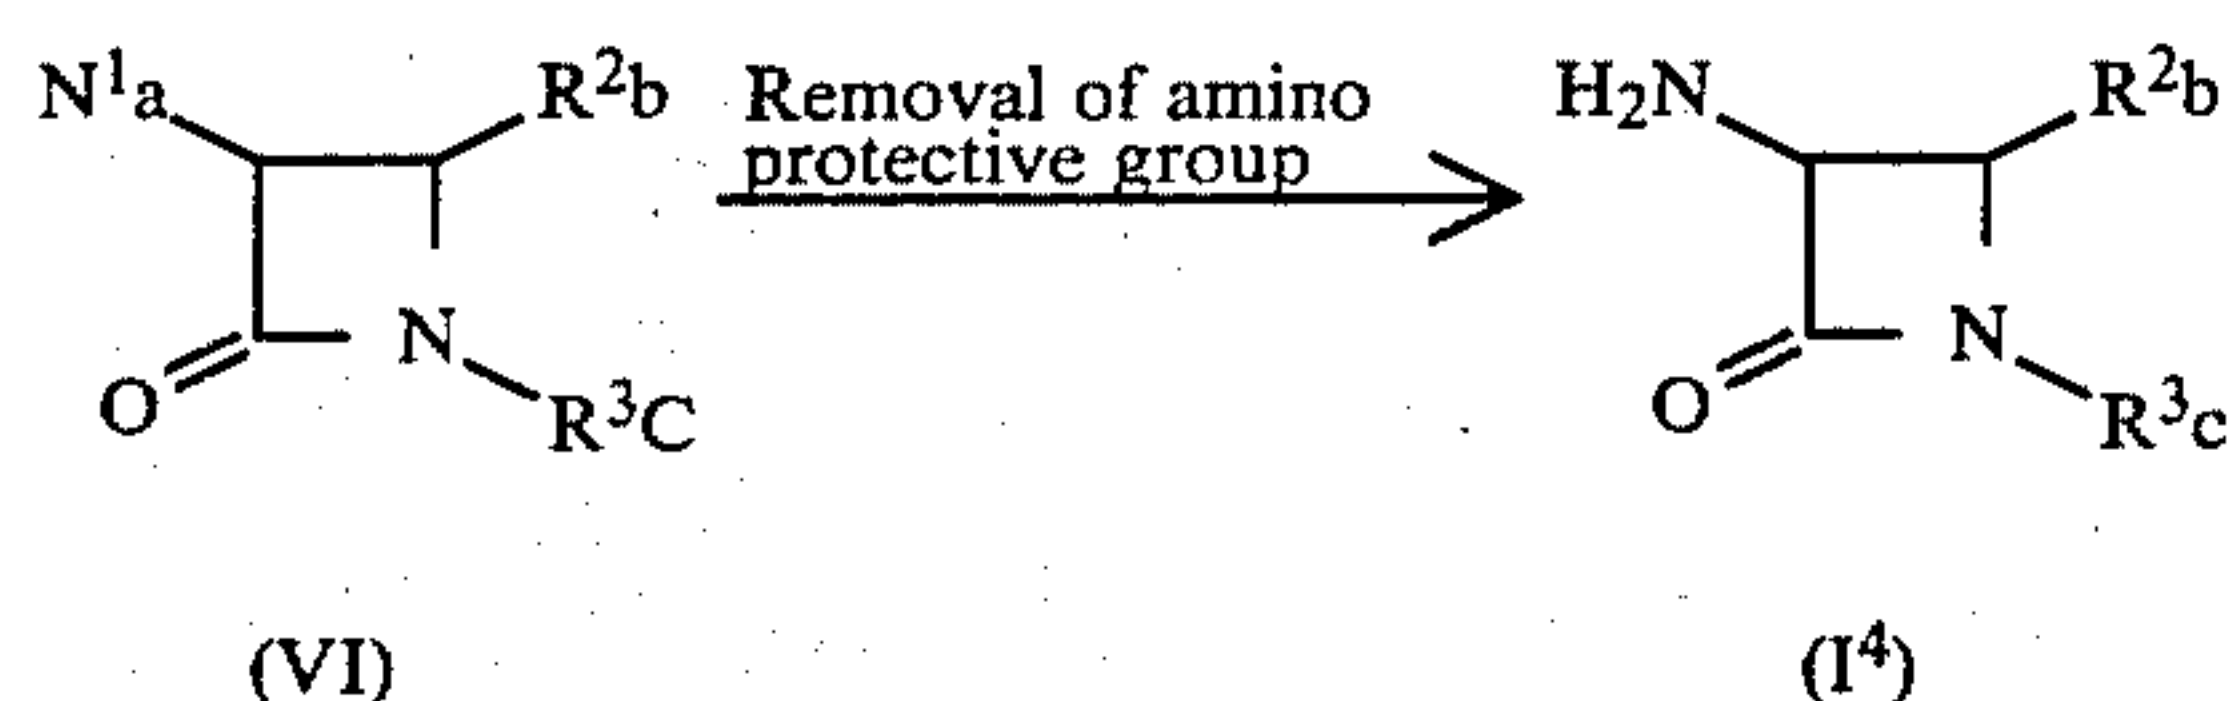 N¹a R²b Removal of amino H₂N R²b
protective group
O N R³C O N R³c
(VI) (I⁴)